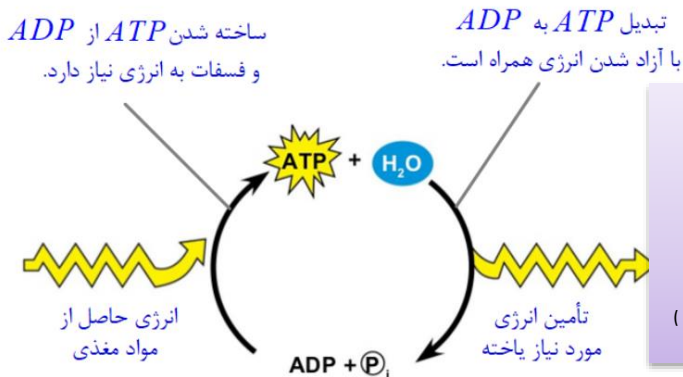 تبدیل ATP به ADP
با آزاد شدن انرژی همراه است.
ساخته شدن ATP از ADP
و فسفات به انرژی نیاز دارد.
ATP + H₂O
انرژی حاصل از
مواد مغذی
تأمین انرژی
مورد نیاز یاخته
ADP + Pᵢ
)